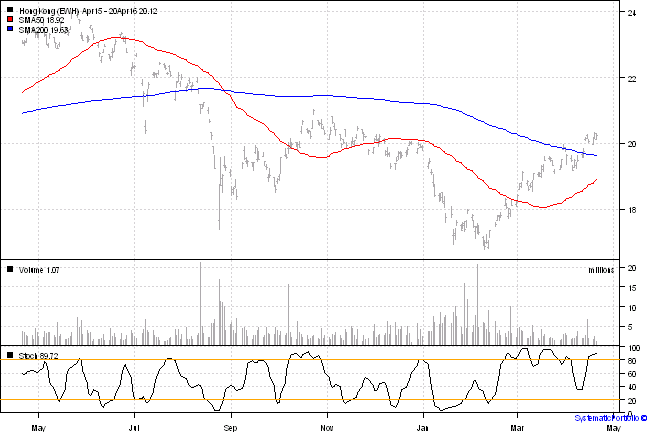 HongKong (EWH) Apr15 - 20Apr16 20.12
SMA50 18.92
SMA200 19.63
24
22
20
18
Volume 1.07
millions
20
15
10
5
Stoch 89.72
100
80
60
40
20
0
May
Jul
Sep
Nov
Jan
Mar
May
SystematicPortfolio ©